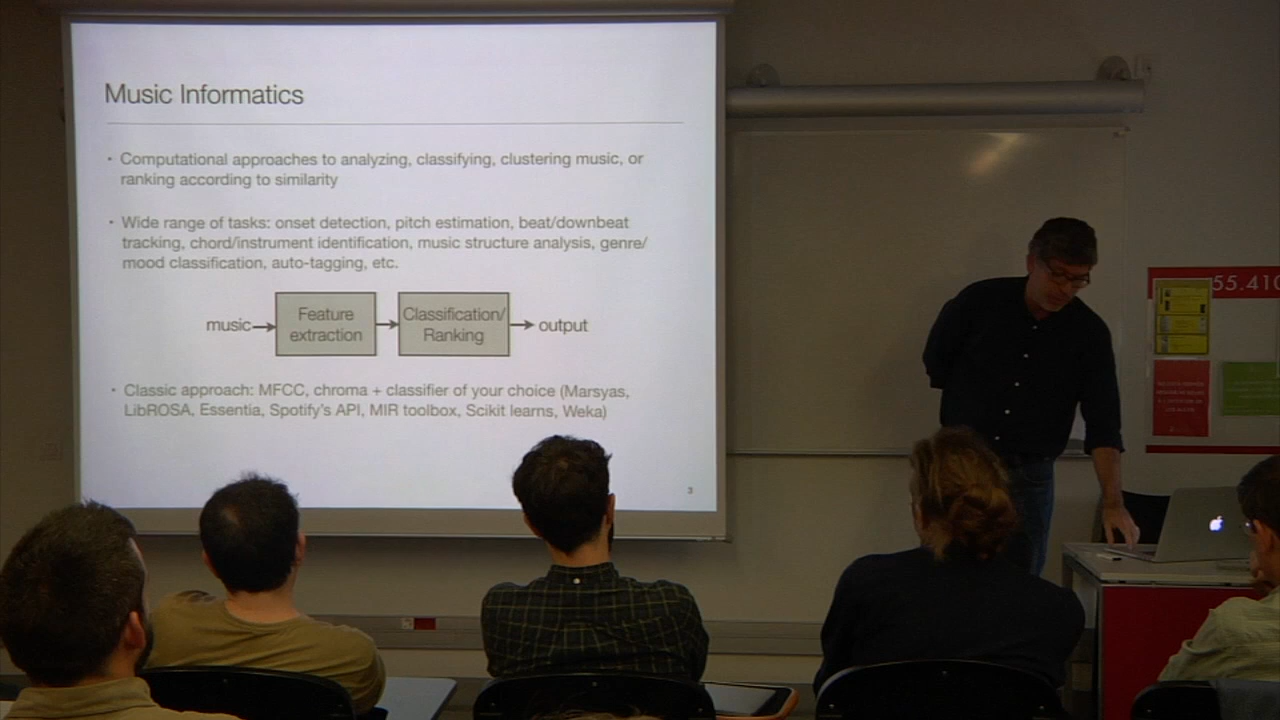 Music Informatics
• Computational approaches to analyzing, classifying, clustering music, or
ranking according to similarity
• Wide range of tasks: onset detection, pitch estimation, beat/downbeat
tracking, chord/instrument identification, music structure analysis, genre/
mood classification, auto-tagging, etc.
music
Feature
extraction
Classification/
Ranking
output
• Classic approach: MFCC, chroma + classifier of your choice (Marsyas,
LibROSA, Essentia, Spotify's API, MIR toolbox, Scikit learns, Weka)
3
55.410